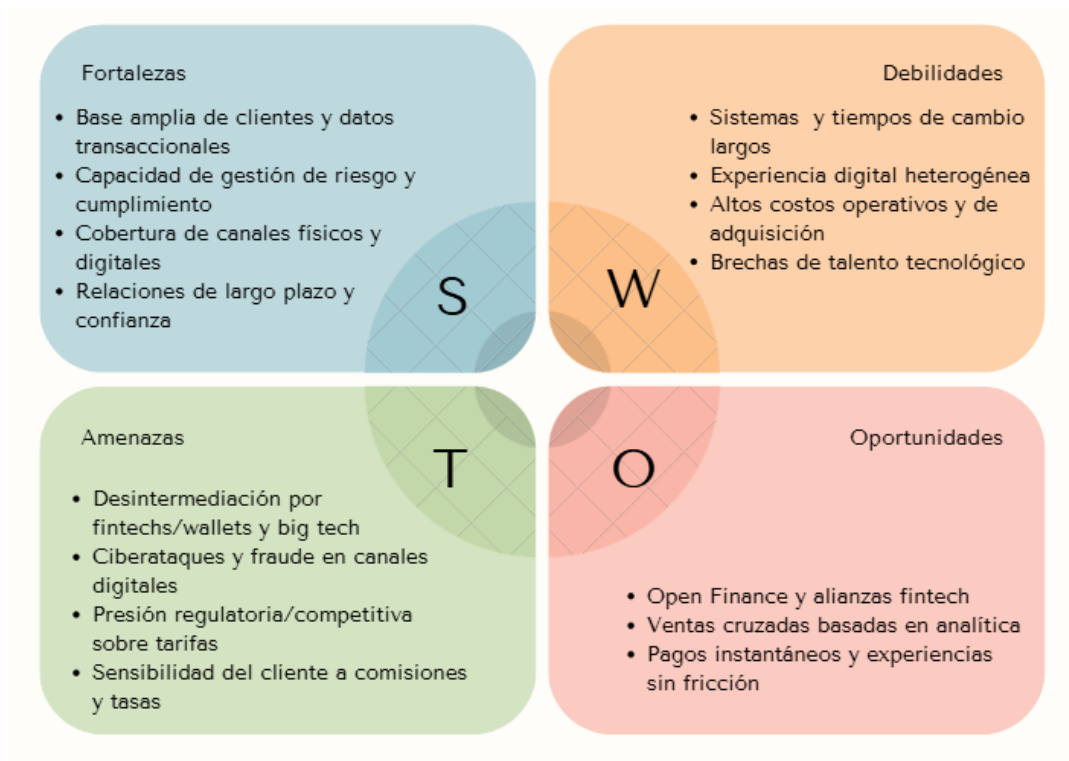 Fortalezas
• Base amplia de clientes y datos
transaccionales
• Capacidad de gestión de riesgo y
cumplimiento
• Cobertura de canales físicos y
digitales
• Relaciones de largo plazo y
confianza
S
Debilidades
• Sistemas  y tiempos de cambio
largos
• Experiencia digital heterogénea
• Altos costos operativos y de
adquisición
• Brechas de talento tecnológico
W
Amenazas
• Desintermediación por
fintechs/wallets y big tech
• Ciberataques y fraude en canales
digitales
• Presión regulatoria/competitiva
sobre tarifas
• Sensibilidad del cliente a comisiones
y tasas
T
Oportunidades
• Open Finance y alianzas fintech
• Ventas cruzadas basadas en analítica
• Pagos instantáneos y experiencias
sin fricción
O